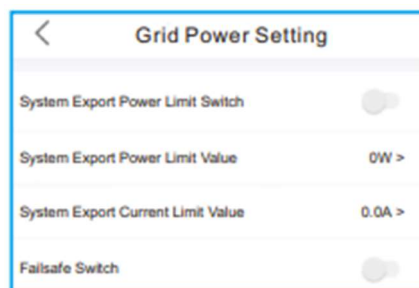 Grid Power Setting
System Export Power Limit Switch
System Export Power Limit Value 0W >
System Export Current Limit Value 0.0A >
Failsafe Switch